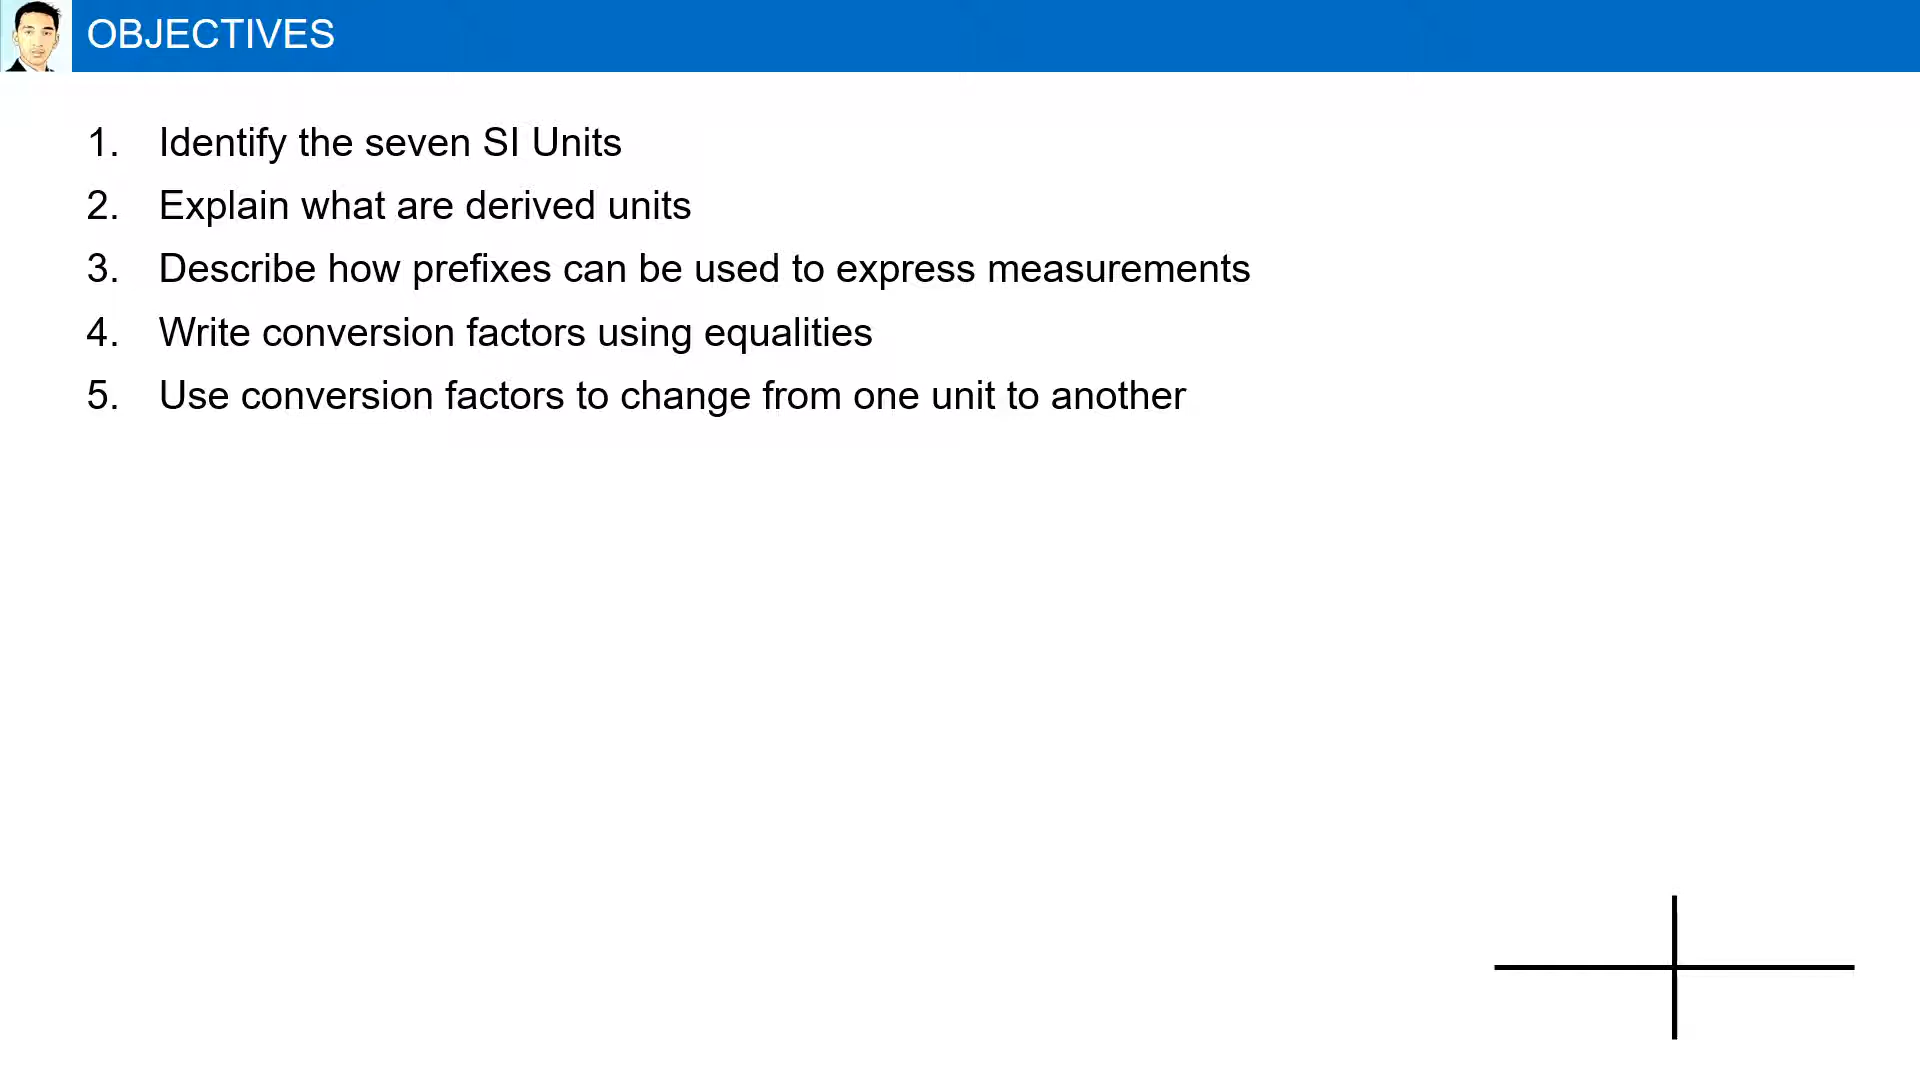 OBJECTIVES
1. Identify the seven SI Units
2. Explain what are derived units
3. Describe how prefixes can be used to express measurements
4. Write conversion factors using equalities
5. Use conversion factors to change from one unit to another